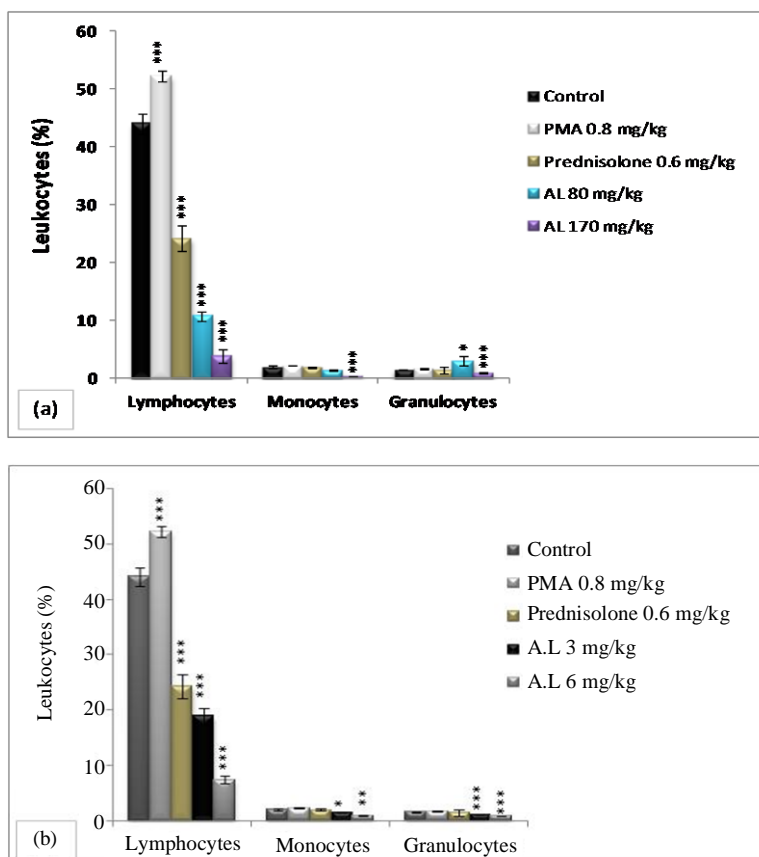 60
50
40
30
20
10
0
Leukocytes (%)
***
***
***
***
***
*
***
Control
PMA 0.8 mg/kg
Prednisolone 0.6 mg/kg
AL 80 mg/kg
AL 170 mg/kg
Lymphocytes Monocytes Granulocytes
(a)
60
50
40
30
20
10
0
Leukocytes (%)
***
***
***
***
*
**
***
***
Control
PMA 0.8 mg/kg
Prednisolone 0.6 mg/kg
A.L 3 mg/kg
A.L 6 mg/kg
Lymphocytes Monocytes Granulocytes
(b)